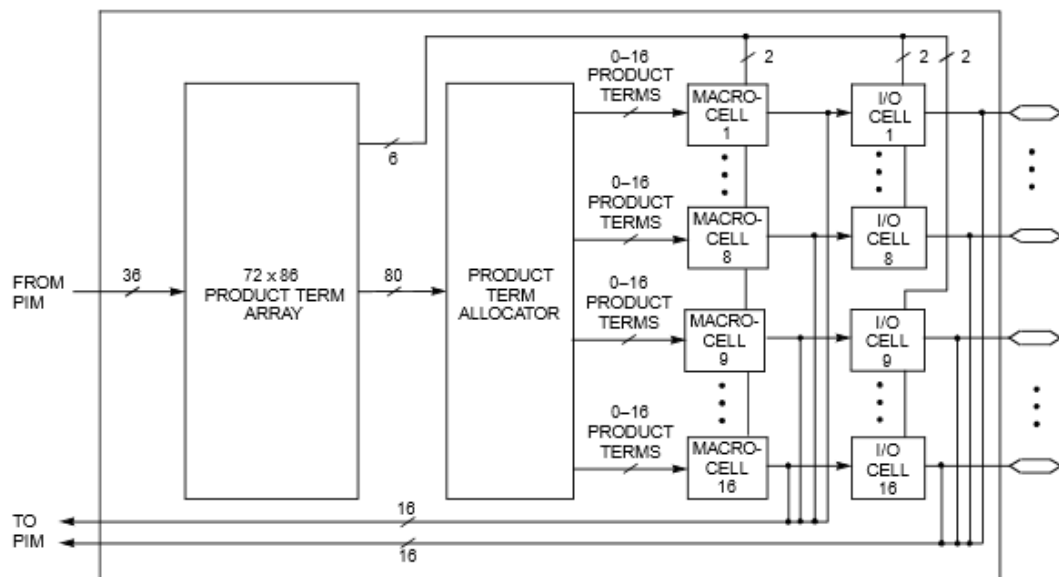 2
2
2
0–16
PRODUCT
TERMS
MACRO-
CELL
1
I/O
CELL
1
6
0–16
PRODUCT
TERMS
MACRO-
CELL
8
I/O
CELL
8
FROM
PIM
36
72 x 86
PRODUCT TERM
ARRAY
80
PRODUCT
TERM
ALLOCATOR
0–16
PRODUCT
TERMS
MACRO-
CELL
9
I/O
CELL
9
0–16
PRODUCT
TERMS
MACRO-
CELL
16
I/O
CELL
16
TO
PIM
16
16